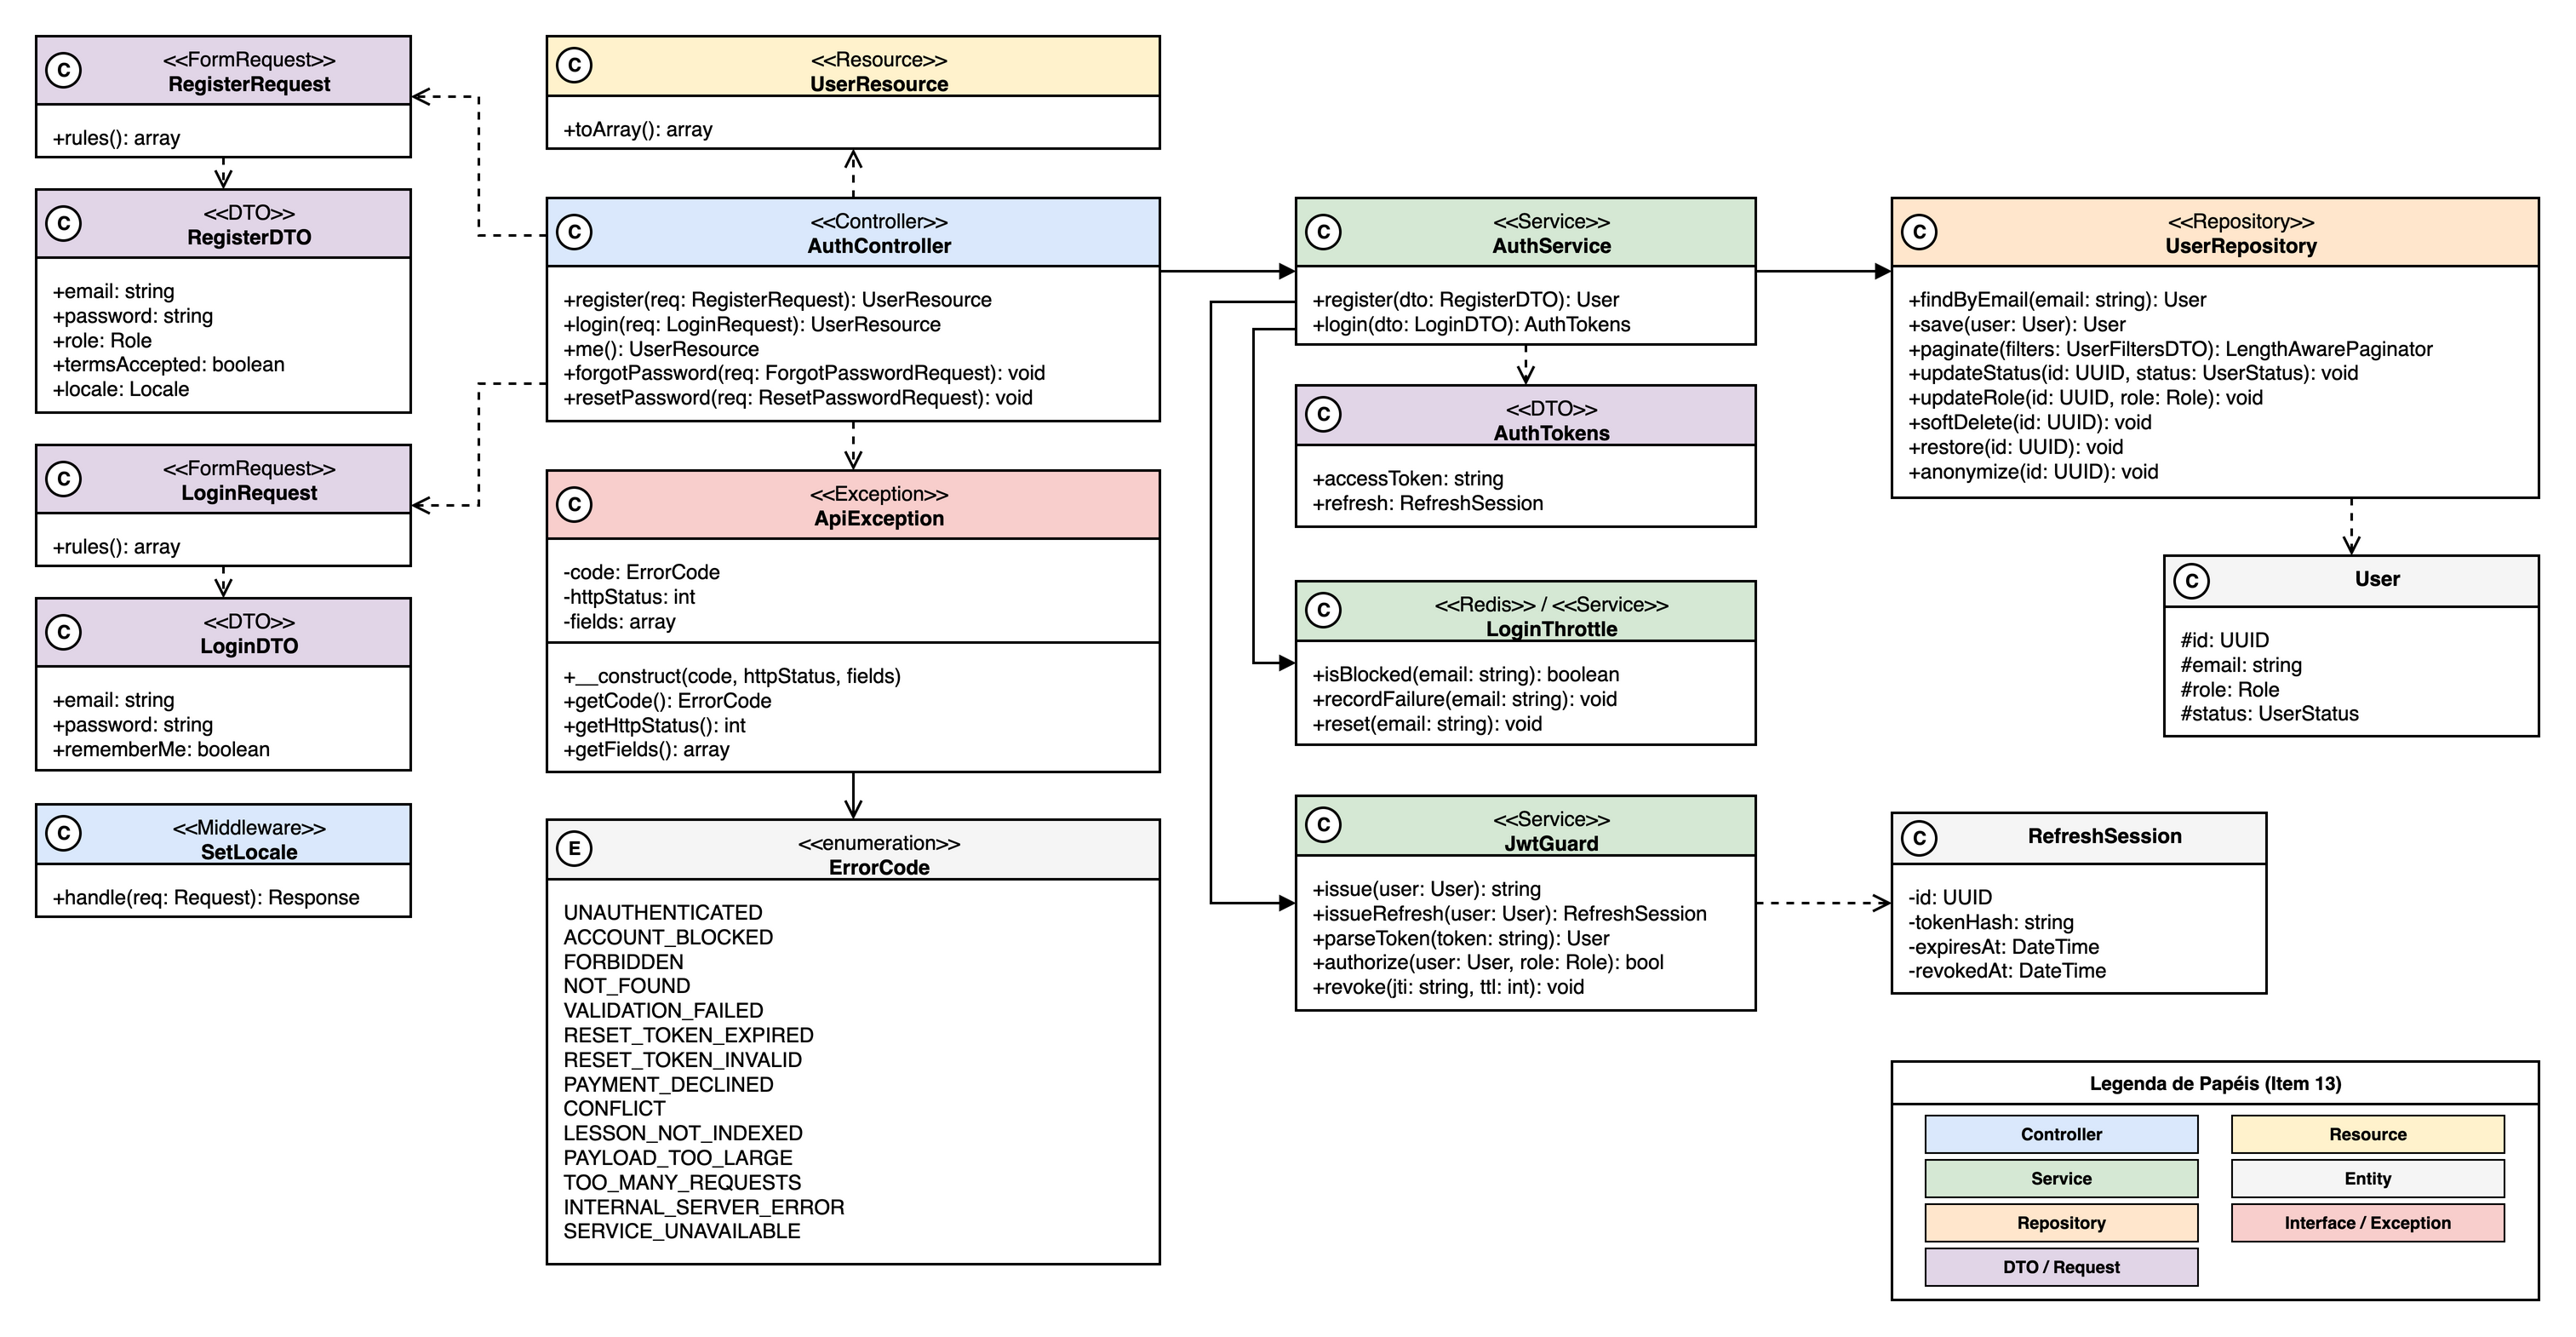 C
<<FormRequest>>
RegisterRequest
+rules(): array
C
<<DTO>>
RegisterDTO
+email: string
+password: string
+role: Role
+termsAccepted: boolean
+locale: Locale
C
<<FormRequest>>
LoginRequest
+rules(): array
C
<<DTO>>
LoginDTO
+email: string
+password: string
+rememberMe: boolean
C
<<Middleware>>
SetLocale
+handle(req: Request): Response
C
<<Resource>>
UserResource
+toArray(): array
C
<<Controller>>
AuthController
+register(req: RegisterRequest): UserResource
+login(req: LoginRequest): UserResource
+me(): UserResource
+forgotPassword(req: ForgotPasswordRequest): void
+resetPassword(req: ResetPasswordRequest): void
C
<<Exception>>
ApiException
-code: ErrorCode
-httpStatus: int
-fields: array
+__construct(code, httpStatus, fields)
+getCode(): ErrorCode
+getHttpStatus(): int
+getFields(): array
E
<<enumeration>>
ErrorCode
UNAUTHENTICATED
ACCOUNT_BLOCKED
FORBIDDEN
NOT_FOUND
VALIDATION_FAILED
RESET_TOKEN_EXPIRED
RESET_TOKEN_INVALID
PAYMENT_DECLINED
CONFLICT
LESSON_NOT_INDEXED
PAYLOAD_TOO_LARGE
TOO_MANY_REQUESTS
INTERNAL_SERVER_ERROR
SERVICE_UNAVAILABLE
C
<<Service>>
AuthService
+register(dto: RegisterDTO): User
+login(dto: LoginDTO): AuthTokens
C
<<DTO>>
AuthTokens
+accessToken: string
+refresh: RefreshSession
C
<<Redis>> / <<Service>>
LoginThrottle
+isBlocked(email: string): boolean
+recordFailure(email: string): void
+reset(email: string): void
C
<<Service>>
JwtGuard
+issue(user: User): string
+issueRefresh(user: User): RefreshSession
+parseToken(token: string): User
+authorize(user: User, role: Role): bool
+revoke(jti: string, ttl: int): void
C
<<Repository>>
UserRepository
+findByEmail(email: string): User
+save(user: User): User
+paginate(filters: UserFiltersDTO): LengthAwarePaginator
+updateStatus(id: UUID, status: UserStatus): void
+updateRole(id: UUID, role: Role): void
+softDelete(id: UUID): void
+restore(id: UUID): void
+anonymize(id: UUID): void
C
User
#id: UUID
#email: string
#role: Role
#status: UserStatus
C
RefreshSession
-id: UUID
-tokenHash: string
-expiresAt: DateTime
-revokedAt: DateTime
Legenda de Papéis (Item 13)
Controller
Resource
Service
Entity
Repository
Interface / Exception
DTO / Request